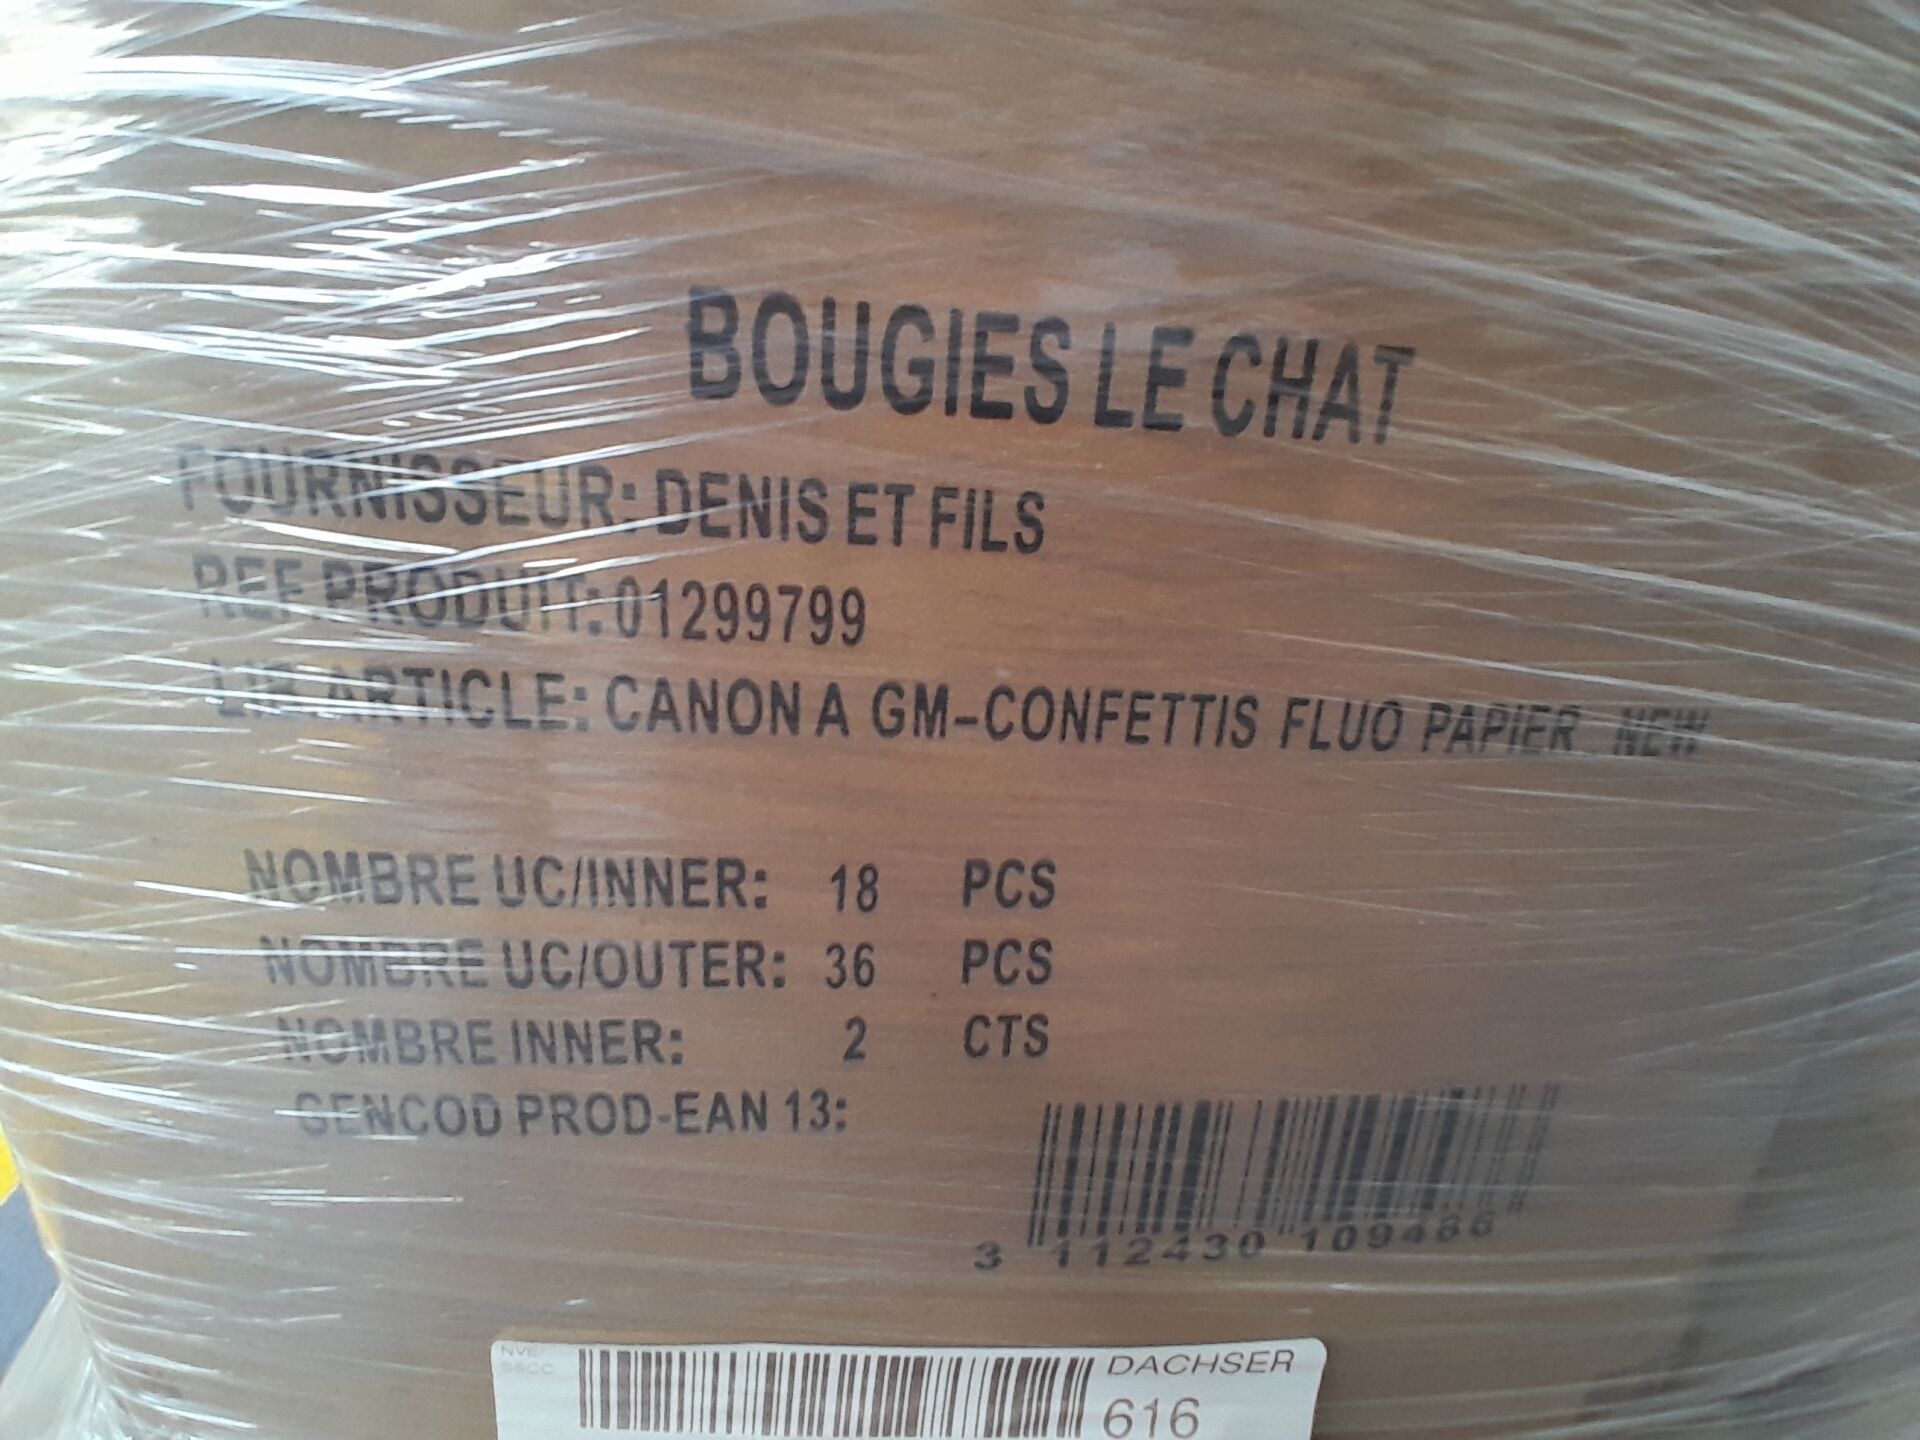 BOUGIES LE CHAT
FOURNISSEUR: DENIS ET FILS
REF.PRODUIT: 01299799
LIB.ARTICLE: CANON A GM-CONFETTIS FLUO PAPIER NEW
NOMBRE UC/INNER: 18 PCS
NOMBRE UC/OUTER: 36 PCS
NOMBRE INNER: 2 CTS
GENCOD PROD-EAN 13:
3 112430 109486
NVE/
SSCC
DACHSER
616